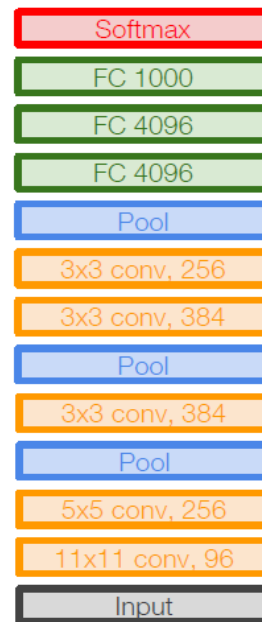 Softmax
FC 1000
FC 4096
FC 4096
Pool
3x3 conv, 256
3x3 conv, 384
Pool
3x3 conv, 384
Pool
5x5 conv, 256
11x11 conv, 96
Input